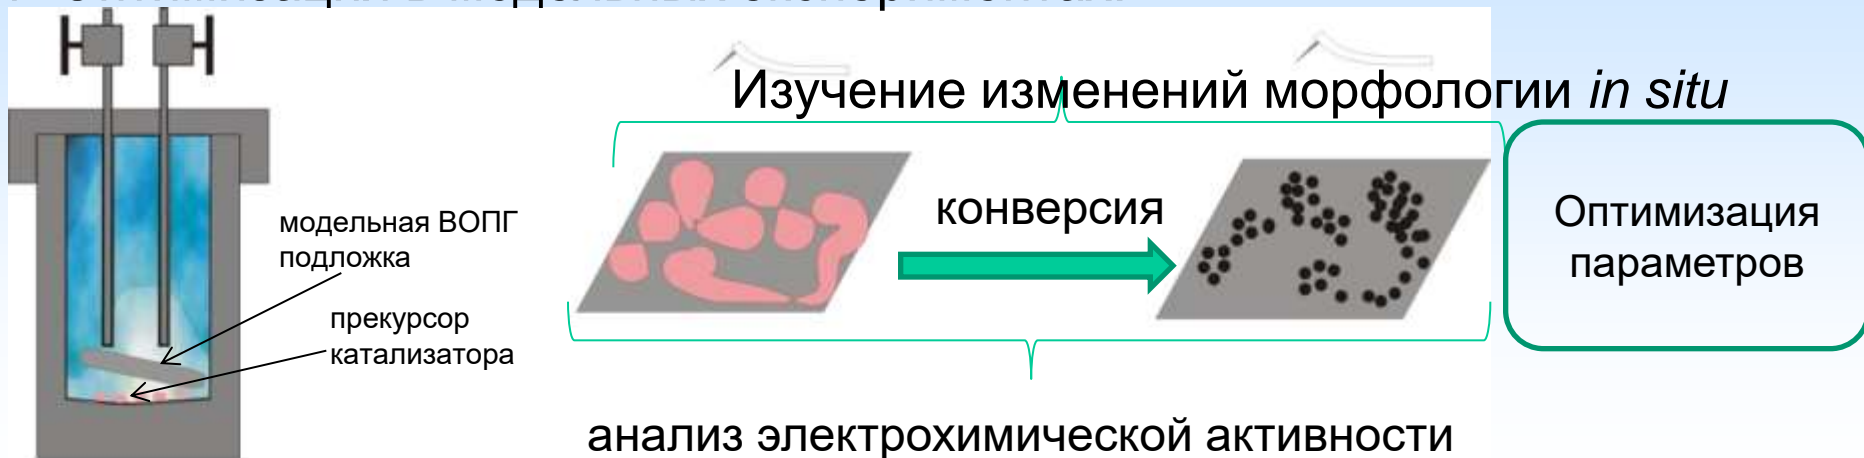 Изучение изменений морфологии in situ
модельная ВОПГ
подложка
прекурсор
катализатора
конверсия
Оптимизация
параметров
анализ электрохимической активности